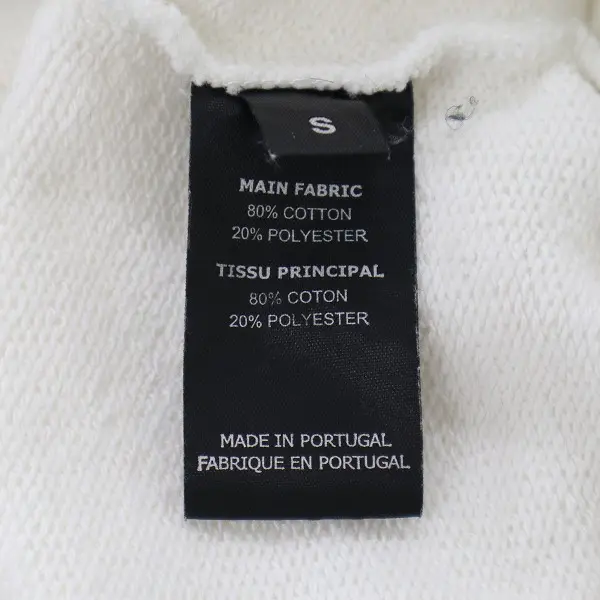 S
MAIN FABRIC
80% COTTON
20% POLYESTER
TISSU PRINCIPAL
80% COTON
20% POLYESTER
MADE IN PORTUGAL
FABRIQUE EN PORTUGAL